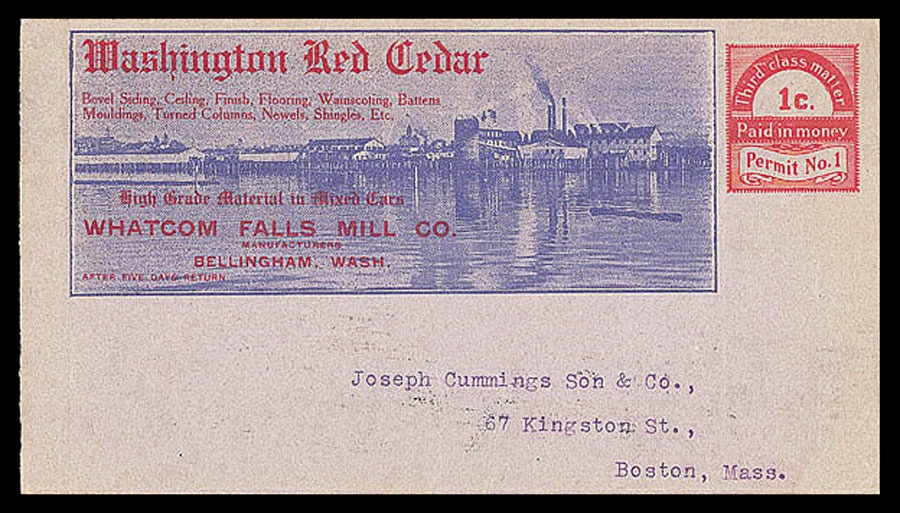 Washington Red Cedar
Bevel Siding, Ceiling, Finish, Flooring, Wainscoting, Battens
Mouldings, Turned Columns, Newels, Shingles, Etc.
High Grade Material in Mixed Cars
WHATCOM FALLS MILL CO.
MANUFACTURERS
BELLINGHAM, WASH.
AFTER FIVE DAYS RETURN
Third class matter
1c.
Paid in money
Permit No. 1
Joseph Cummings Son & Co.,
67 Kingston St.,
Boston, Mass.